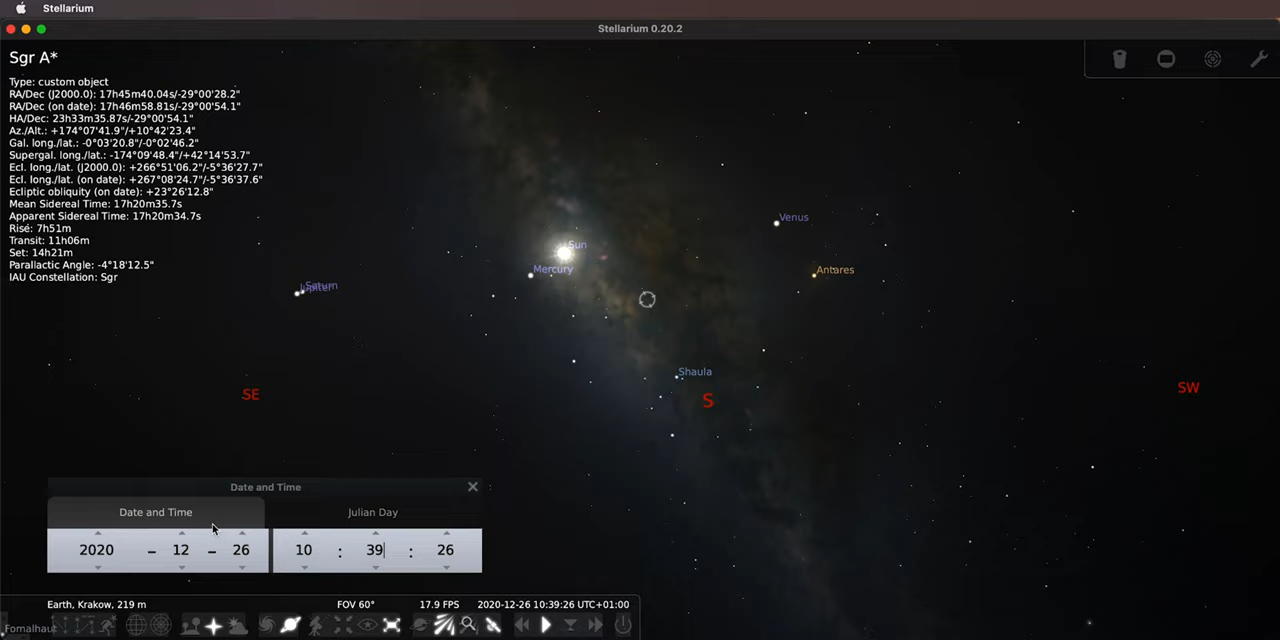 Stellarium
Stellarium 0.20.2
Sgr A*
Type: custom object
RA/Dec (J2000.0): 17h45m40.04s/-29°00'28.2"
RA/Dec (on date): 17h46m58.81s/-29°00'54.1"
HA/Dec: 23h33m35.87s/-29°00'54.1"
Az./Alt.: +174°07'41.9"/+10°42'23.4"
Gal. long./lat.: -0°03'20.8"/-0°02'46.2"
Supergal. long./lat.: -174°09'48.4"/+42°14'53.7"
Ecl. long./lat. (J2000.0): +266°51'06.2"/-5°36'27.7"
Ecl. long./lat. (on date): +267°08'24.7"/-5°36'37.6"
Ecliptic obliquity (on date): +23°26'12.8"
Mean Sidereal Time: 17h20m35.7s
Apparent Sidereal Time: 17h20m34.7s
Rise: 7h51m
Transit: 11h06m
Set: 14h21m
Parallactic Angle: -4°18'12.5"
IAU Constellation: Sgr
Venus
Sun
Mercury
Antares
Saturn
Jupiter
Shaula
SE
S
SW
Date and Time
Date and Time
Julian Day
2020 - 12 - 26
10 : 39 : 26
Earth, Krakow, 219 m
FOV 60°
17.9 FPS
2020-12-26 10:39:26 UTC+01:00
Fomalhaut